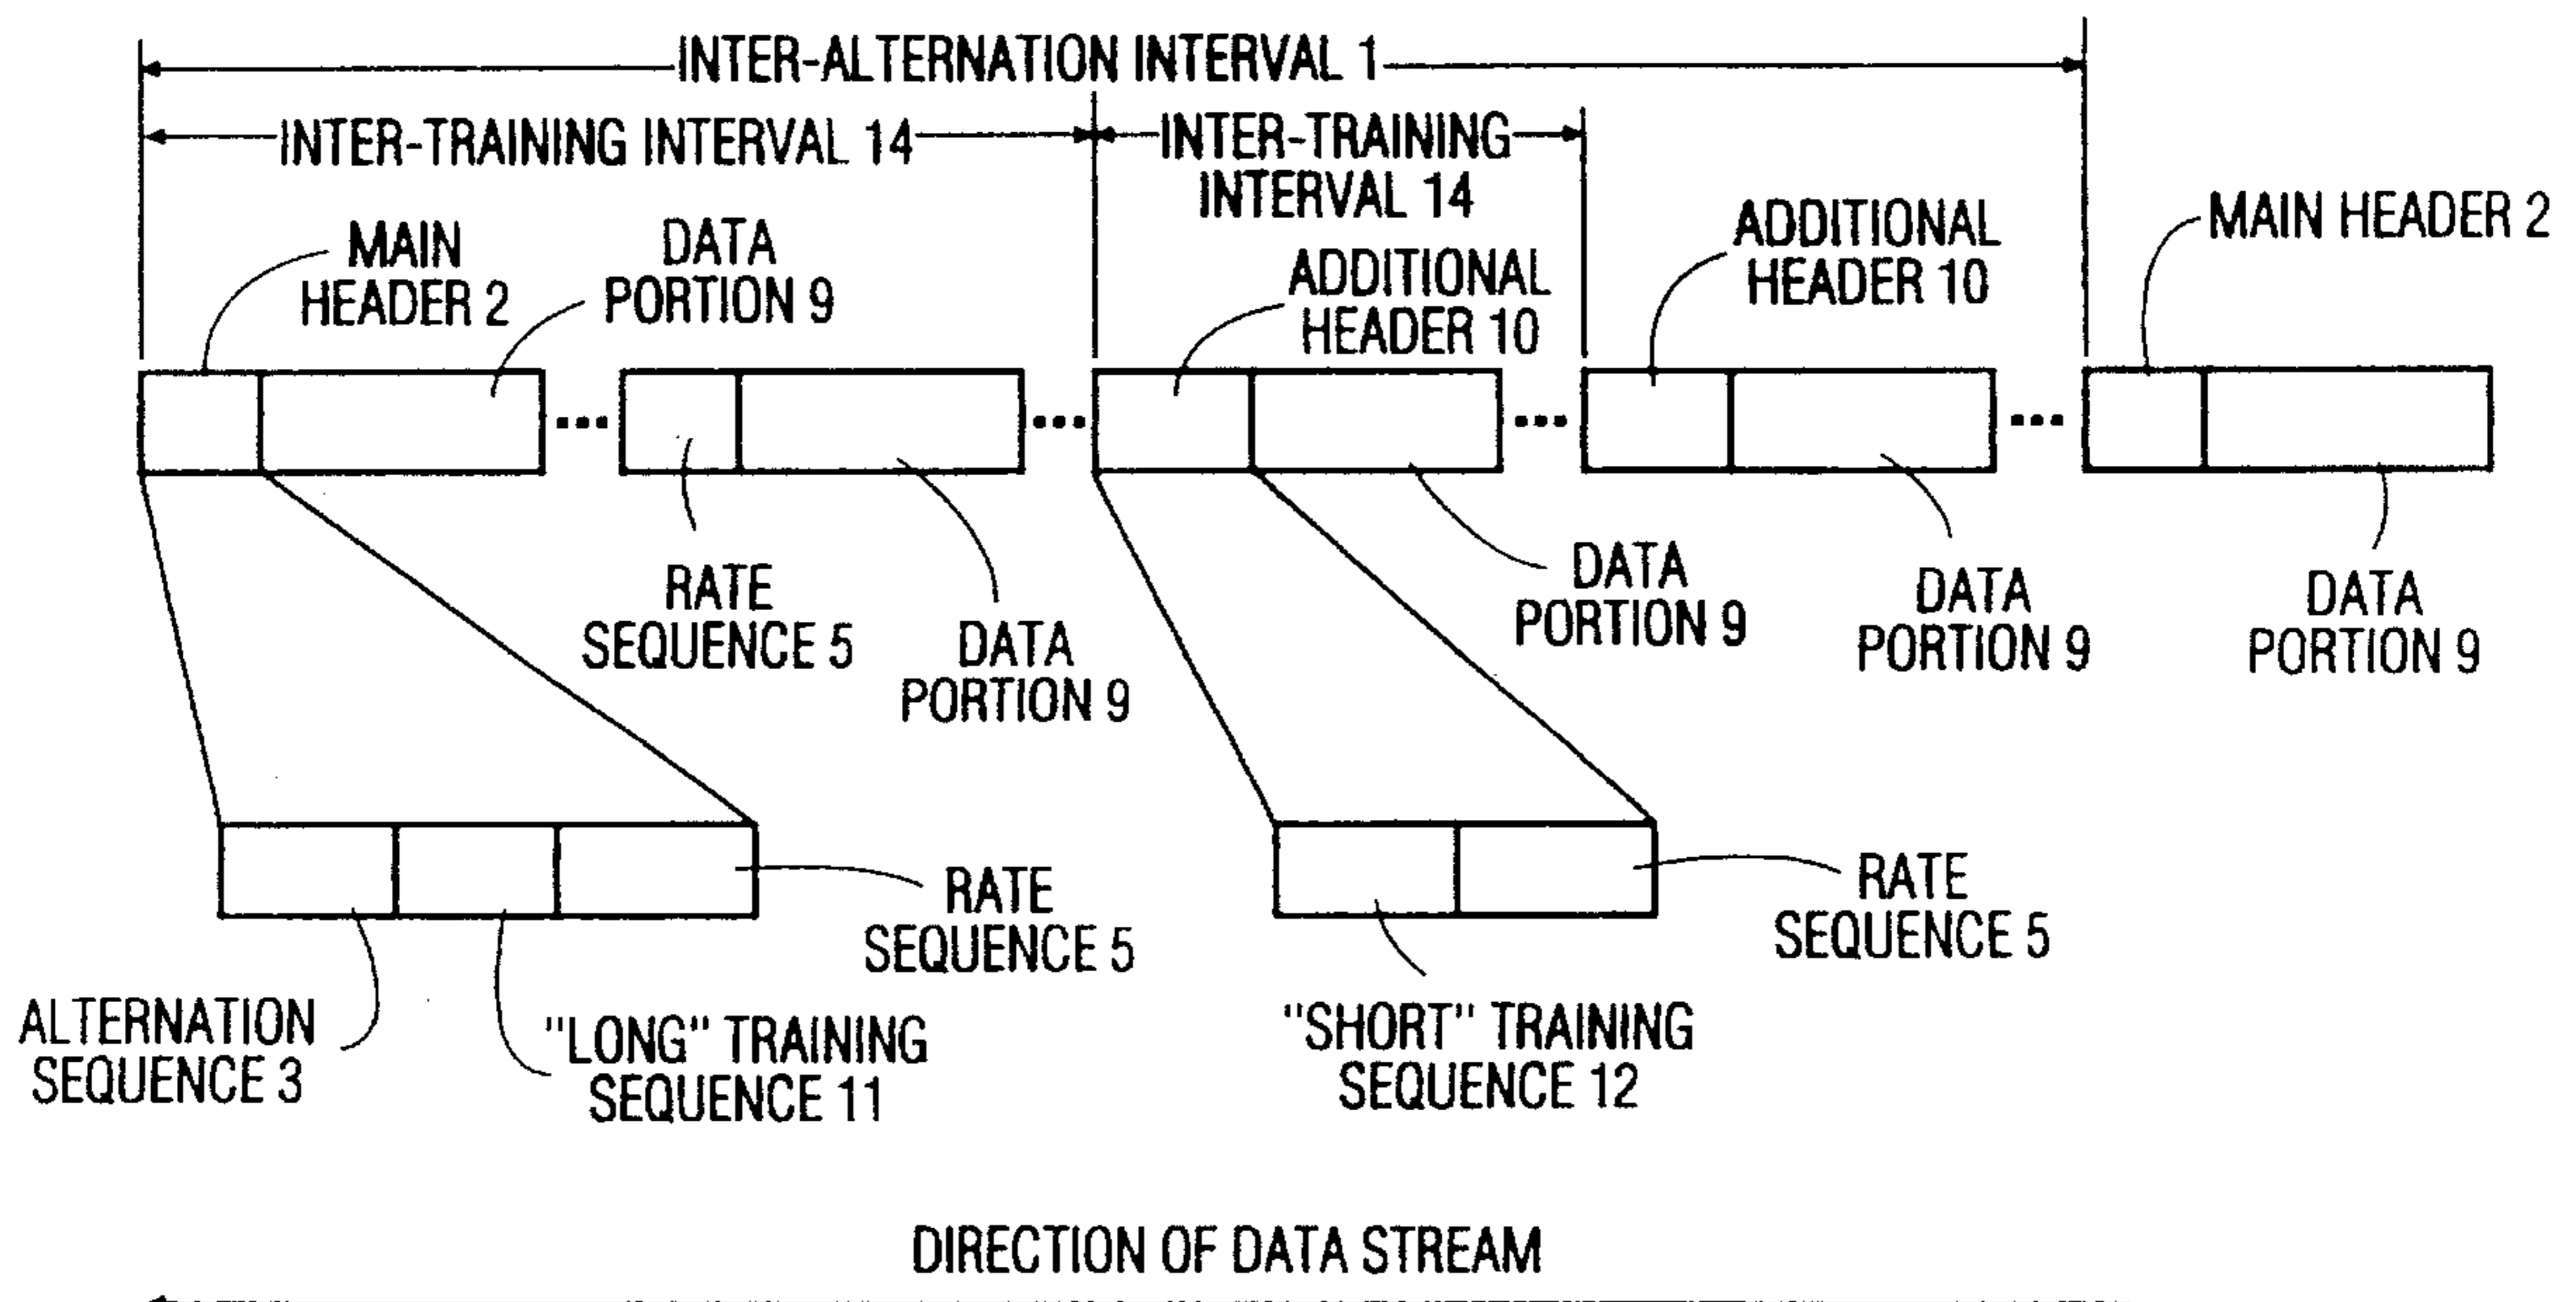 INTER-ALTERNATION INTERVAL 1
INTER-TRAINING INTERVAL 14
INTER-TRAINING
INTERVAL 14
MAIN
HEADER 2
DATA
PORTION 9
ADDITIONAL
HEADER 10
ADDITIONAL
HEADER 10
MAIN HEADER 2
RATE
SEQUENCE 5
DATA
PORTION 9
DATA
PORTION 9
DATA
PORTION 9
DATA
PORTION 9
ALTERNATION
SEQUENCE 3
"LONG" TRAINING
SEQUENCE 11
RATE
SEQUENCE 5
"SHORT" TRAINING
SEQUENCE 12
RATE
SEQUENCE 5
DIRECTION OF DATA STREAM